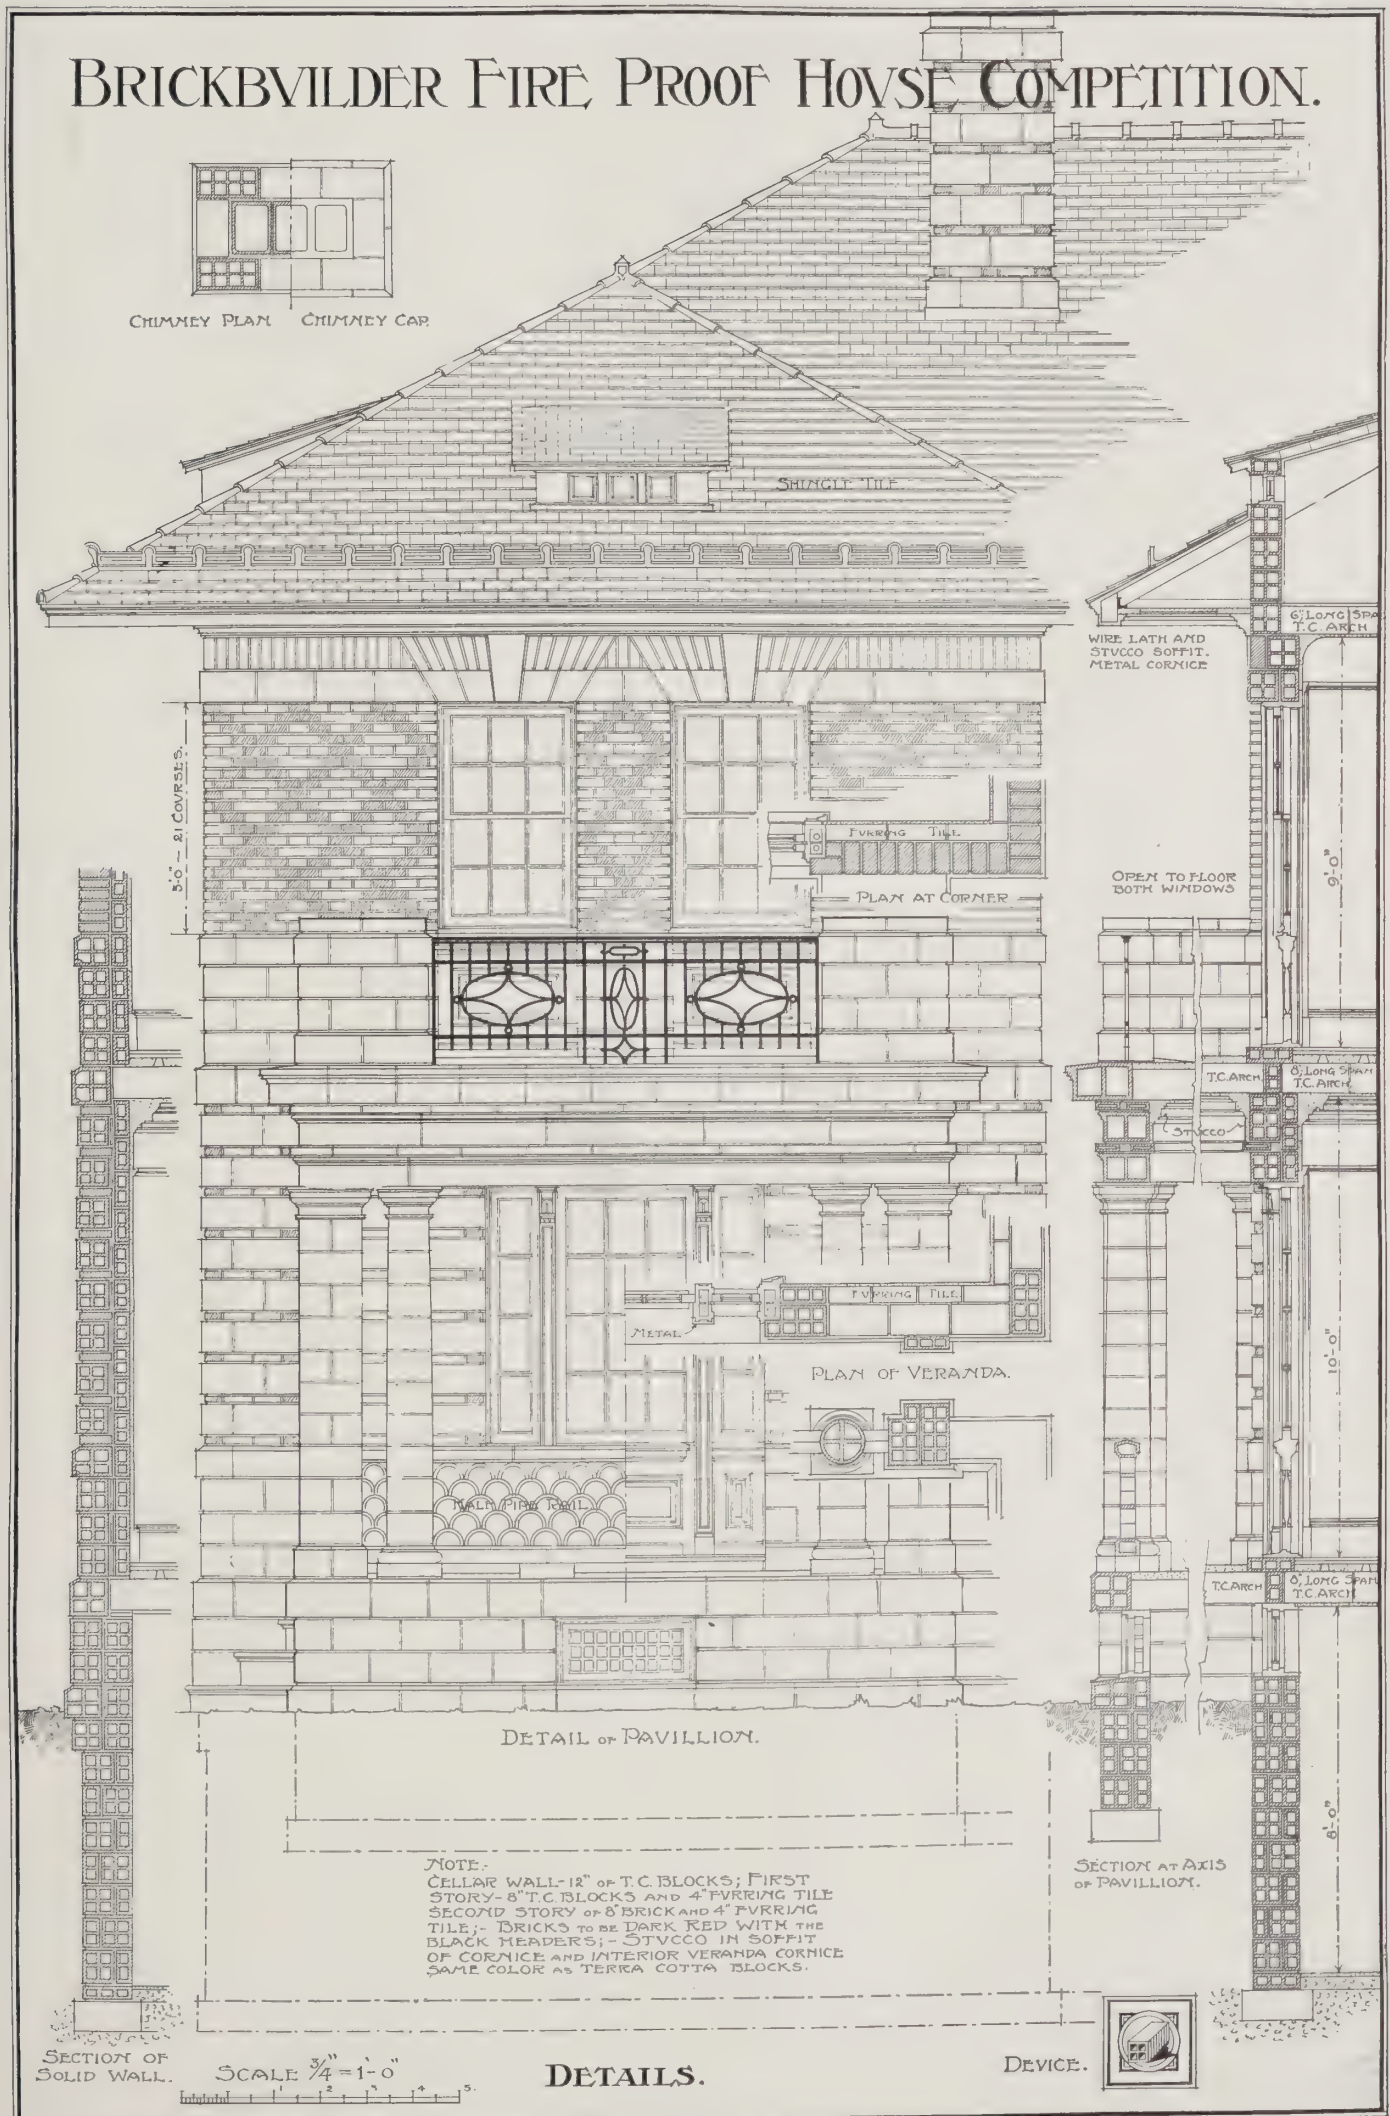 BRICKBVILDER FIRE PROOF HOVSE COMPETITION.
CHIMNEY PLAN CHIMNEY CAP.
SHINGLE TILE
WIRE LATH AND
STVCCO SOFFIT.
METAL CORNICE
6" LONG SPAN
T.C. ARCH
5'-0" - 21 COVRSES.
FVRRING TILE
PLAN AT CORNER
OPEN TO FLOOR
BOTH WINDOWS
9'-0"
T.C. ARCH
8" LONG SPAN
T.C. ARCH
STVCCO
METAL
FVRRING TILE
PLAN OF VERANDA.
10'-0"
HALF PIPE RAIL
T.C. ARCH
8" LONG SPAN
T.C. ARCH
DETAIL OF PAVILLION.
8'-0"
NOTE:-
CELLAR WALL-12" OF T.C. BLOCKS; FIRST
STORY-8" T.C. BLOCKS AND 4" FVRRING TILE
SECOND STORY OF 8" BRICK AND 4" FVRRING
TILE;- BRICKS TO BE DARK RED WITH THE
BLACK HEADERS;- STVCCO IN SOFFIT
OF CORNICE AND INTERIOR VERANDA CORNICE
SAME COLOR AS TERRA COTTA BLOCKS.
SECTION AT AXIS
OF PAVILLION.
SECTION OF
SOLID WALL.
SCALE 3/4" = 1'-0"
1 2 3 4 5.
DETAILS.
DEVICE.